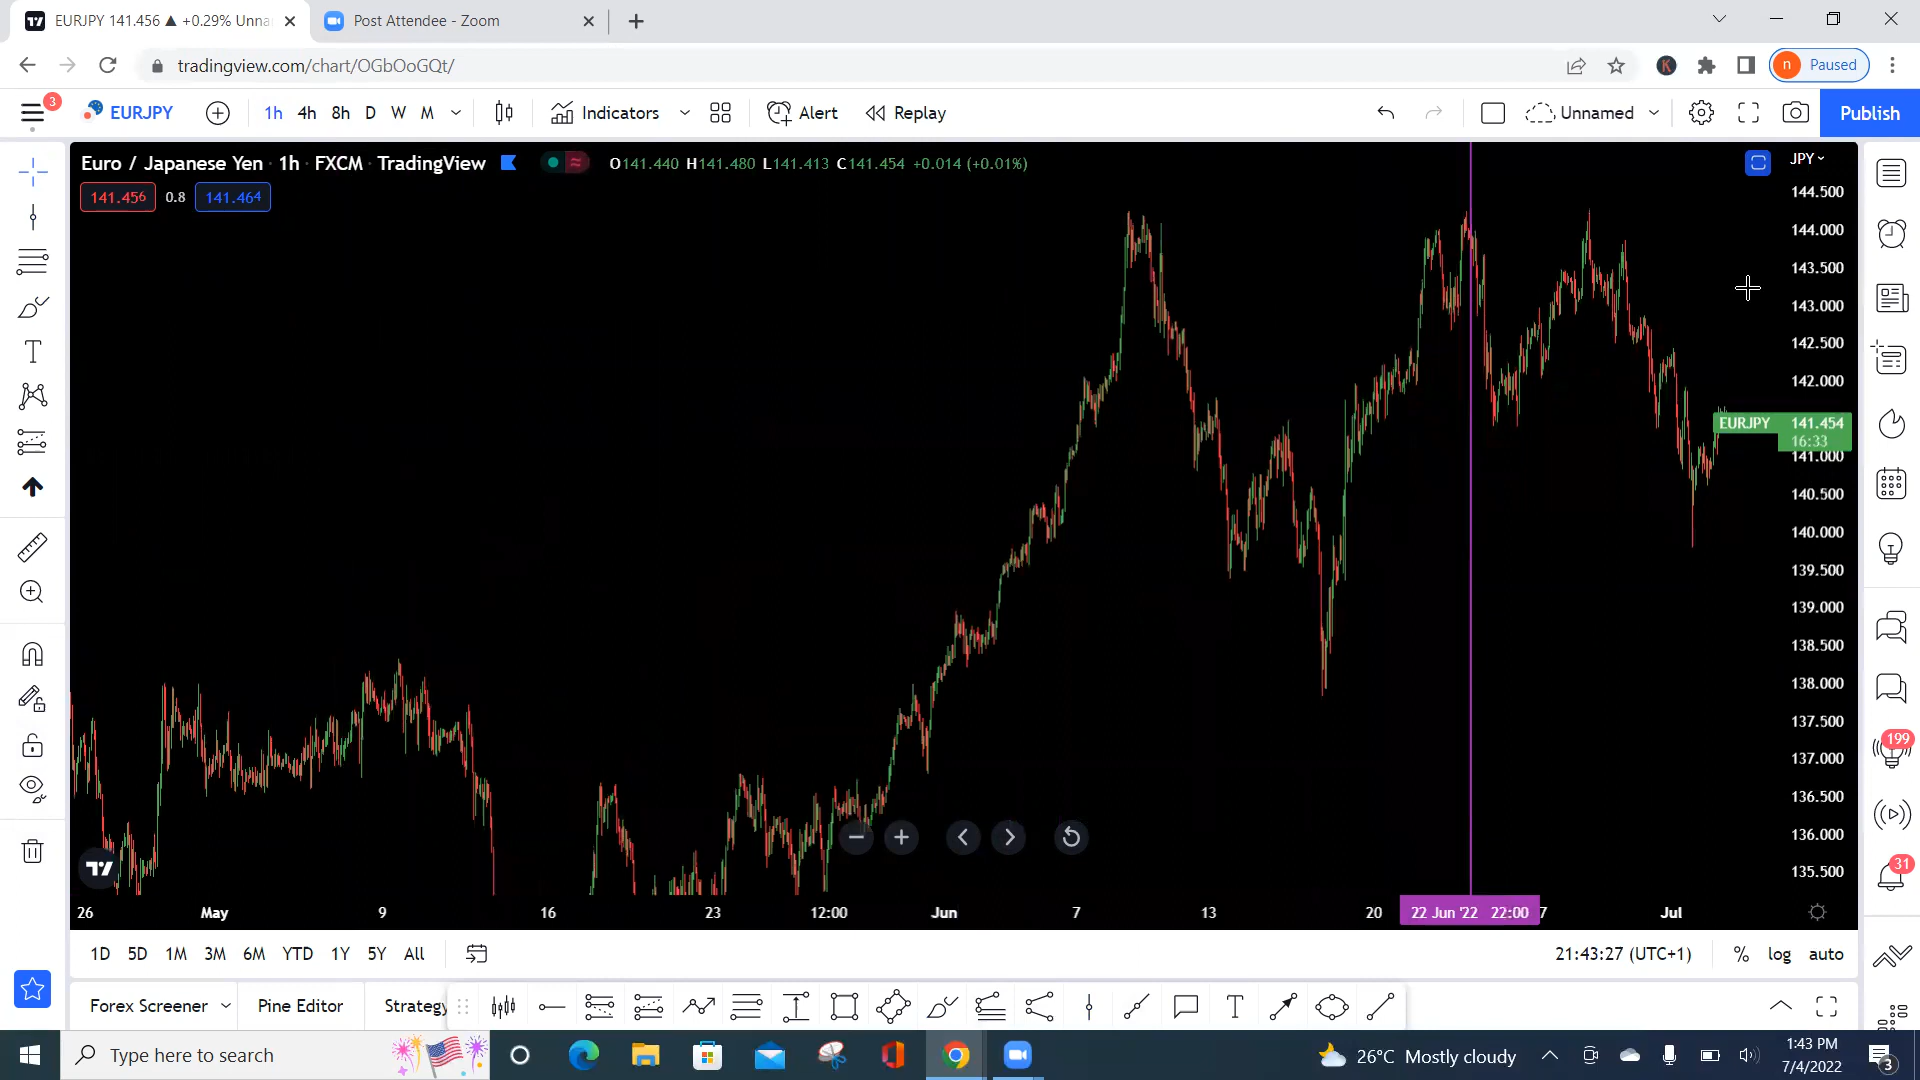 EURJPY 141.456 ▲ +0.29% Unna
Post Attendee - Zoom
tradingview.com/chart/OGbOoGQt/
n Paused
3
EURJPY
1h 4h 8h D W M
Indicators
Alert
Replay
Unnamed
Publish
Euro / Japanese Yen · 1h · FXCM · TradingView
O141.440 H141.480 L141.413 C141.454 +0.014 (+0.01%)
JPY
141.456 0.8 141.464
144.500
144.000
143.500
143.000
142.500
142.000
EURJPY 141.454
16:33
141.000
140.500
140.000
139.500
139.000
138.500
138.000
137.500
137.000
136.500
136.000
135.500
199
31
26 May 9 16 23 12:00 Jun 7 13 20 22 Jun '22 22:00 7 Jul
1D 5D 1M 3M 6M YTD 1Y 5Y All
21:43:27 (UTC+1) % log auto
Forex Screener Pine Editor Strategy
T
Type here to search
26°C Mostly cloudy
1:43 PM
7/4/2022
3